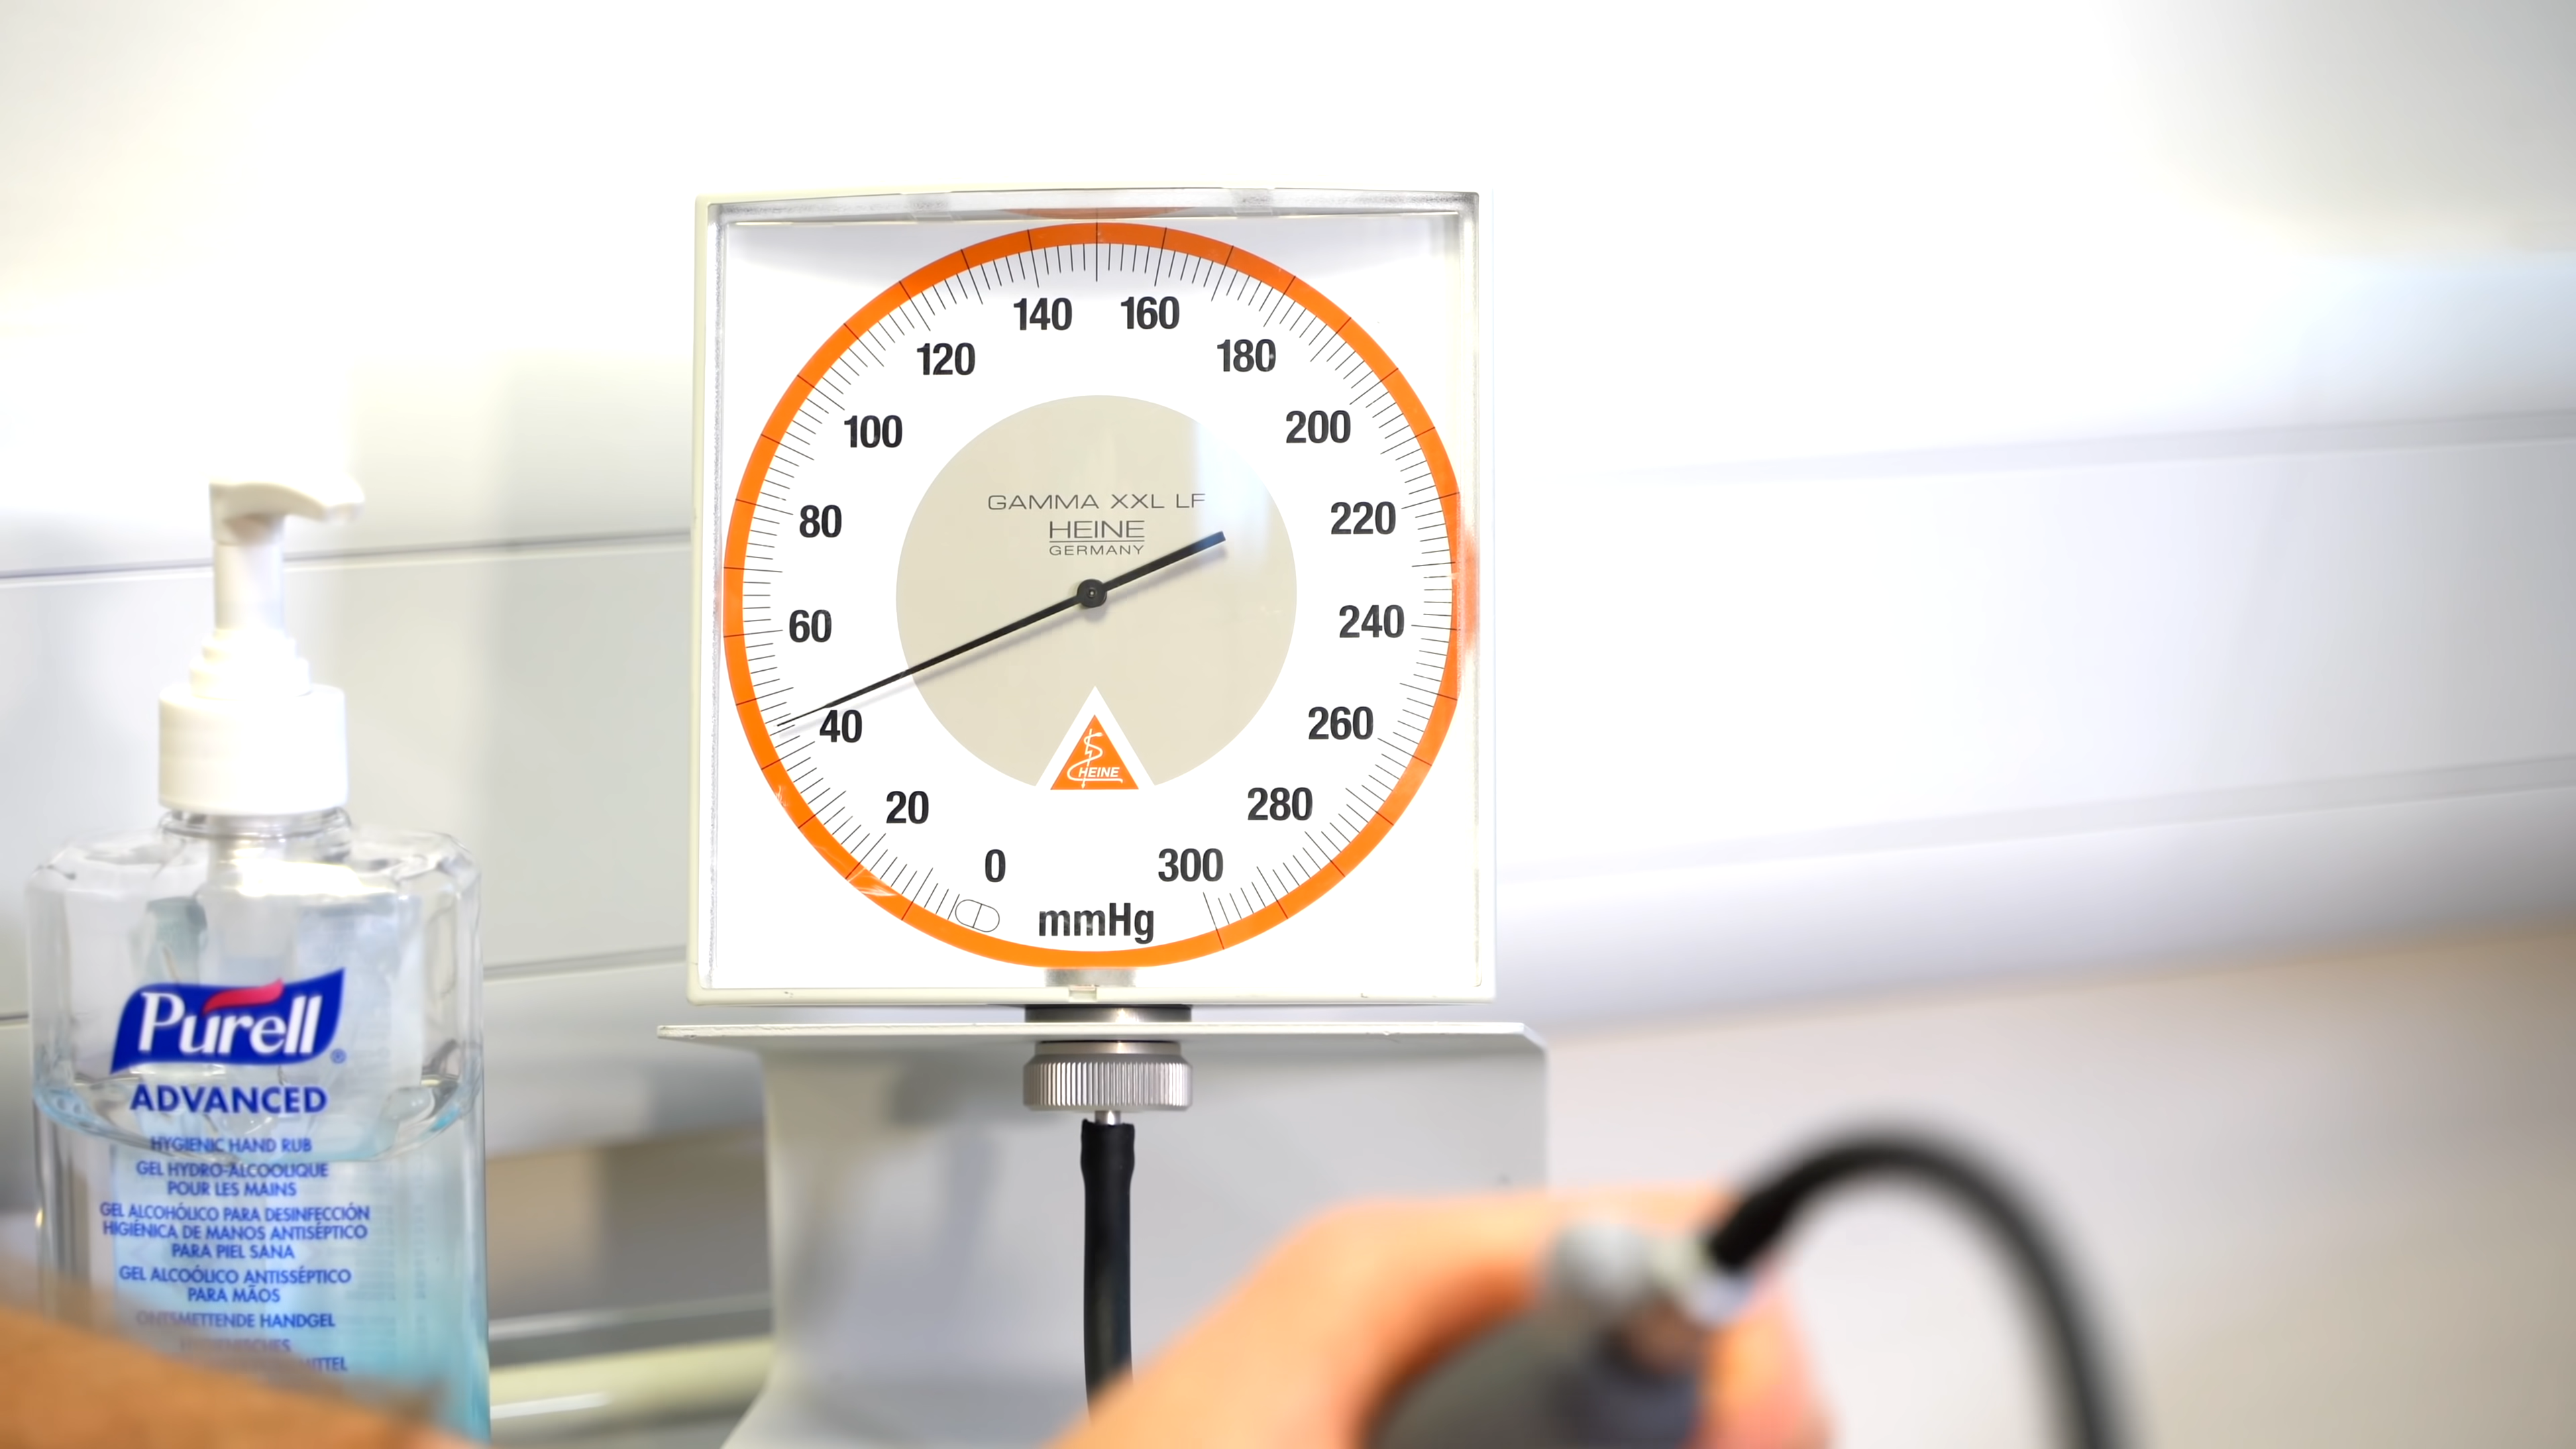 140 160
120 180
100 200
80 220
60 240
40 260
20 280
0 300
mmHg
GAMMA XXL LF
HEINE
GERMANY
HEINE
Purell®
ADVANCED
HYGIENIC HAND RUB
GEL HYDRO-ALCOOLIQUE
POUR LES MAINS
GEL ALCOHÓLICO PARA DESINFECCIÓN
HIGIÉNICA DE MANOS ANTISÉPTICO
PARA PIEL SANA
GEL ALCOÓLICO ANTISSÉPTICO
PARA MÃOS
ONTSMETTENDE HANDGEL